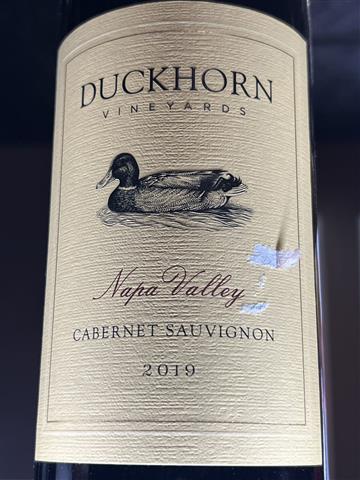 DUCKHORN
VINEYARDS
Napa Valley
CABERNET SAUVIGNON
2019